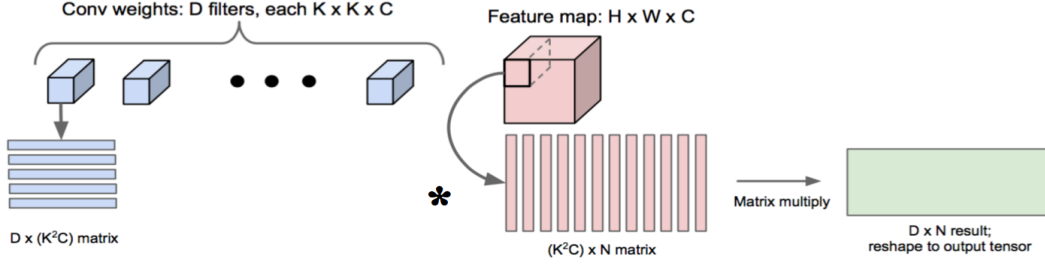 Conv weights: D filters, each K x K x C
Feature map: H x W x C
*
Matrix multiply
D x (K²C) matrix
(K²C) x N matrix
D x N result;
reshape to output tensor